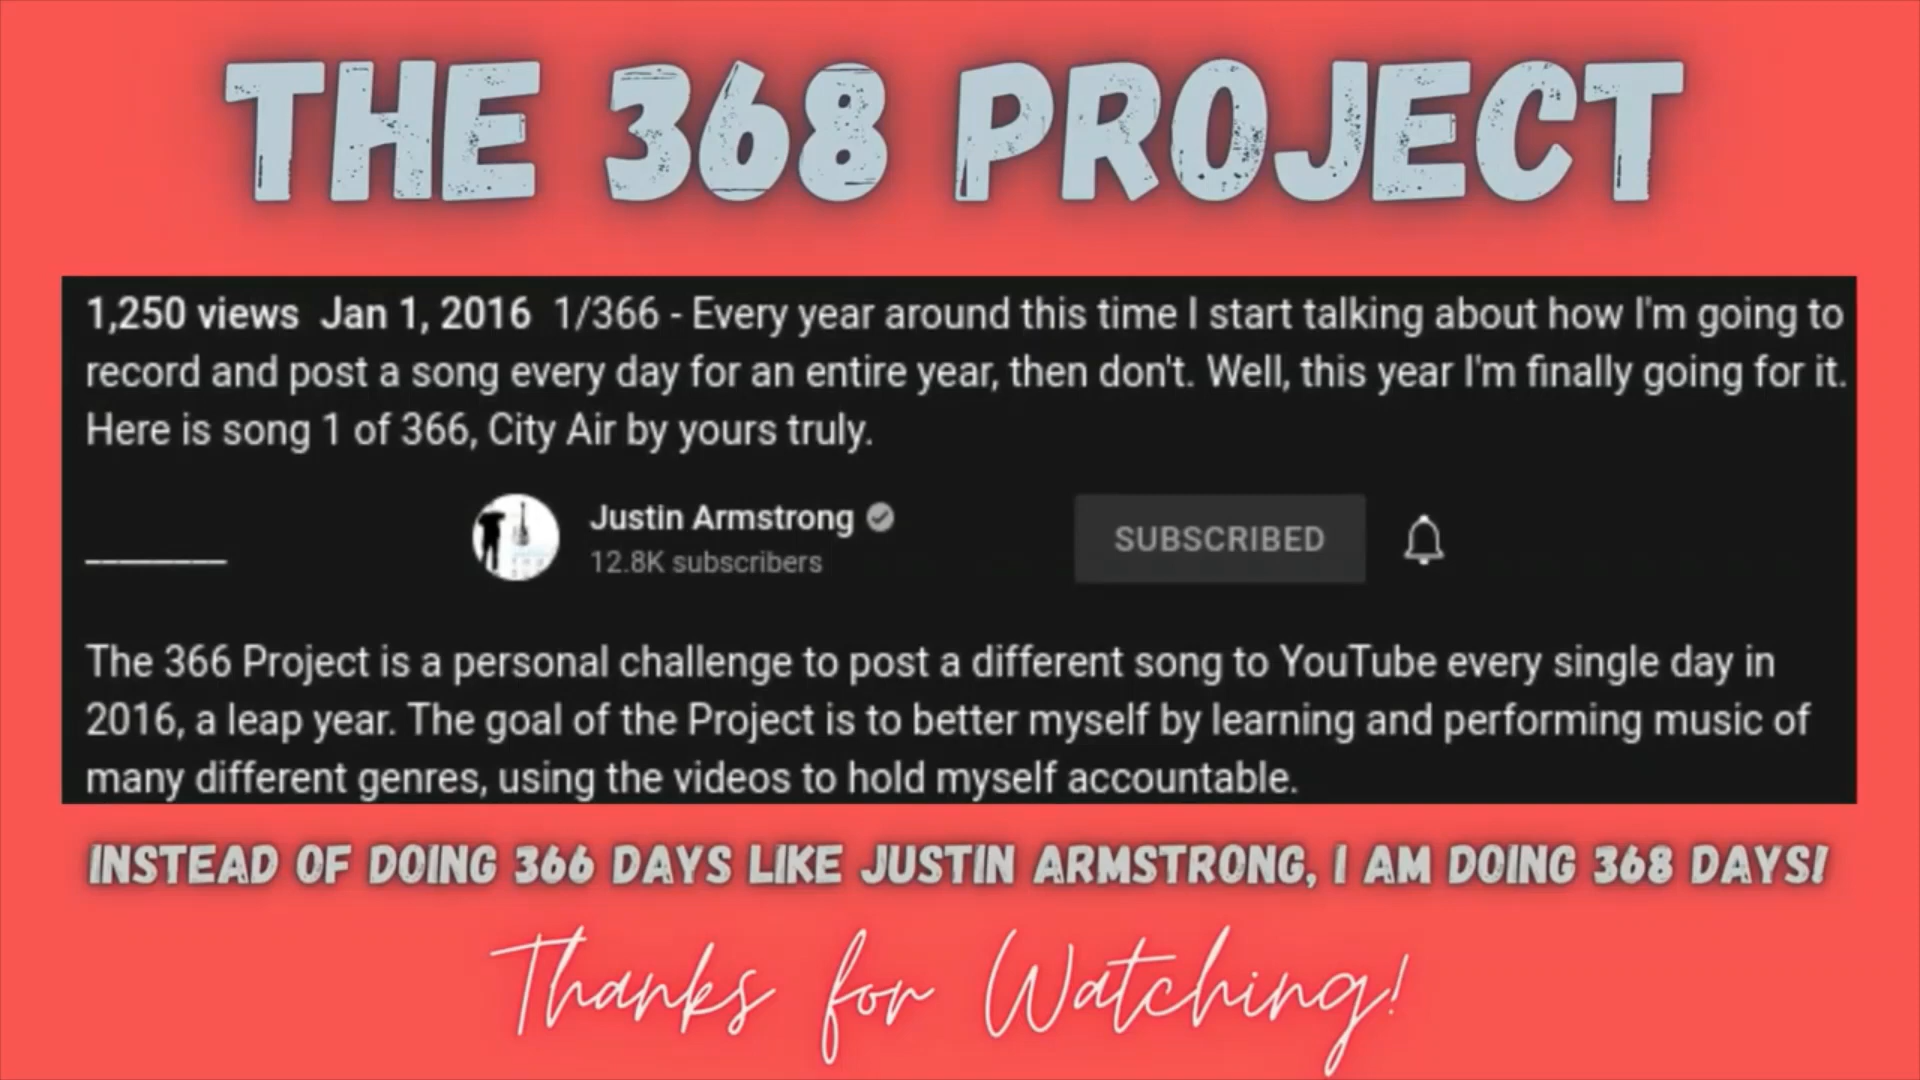 THE 368 PROJECT
1,250 views Jan 1, 2016 1/366 - Every year around this time I start talking about how I'm going to
record and post a song every day for an entire year, then don't. Well, this year I'm finally going for it.
Here is song 1 of 366, City Air by yours truly.
Justin Armstrong
12.8K subscribers
SUBSCRIBED
The 366 Project is a personal challenge to post a different song to YouTube every single day in
2016, a leap year. The goal of the Project is to better myself by learning and performing music of
many different genres, using the videos to hold myself accountable.
INSTEAD OF DOING 366 DAYS LIKE JUSTIN ARMSTRONG, I AM DOING 368 DAYS!
Thanks for Watching!